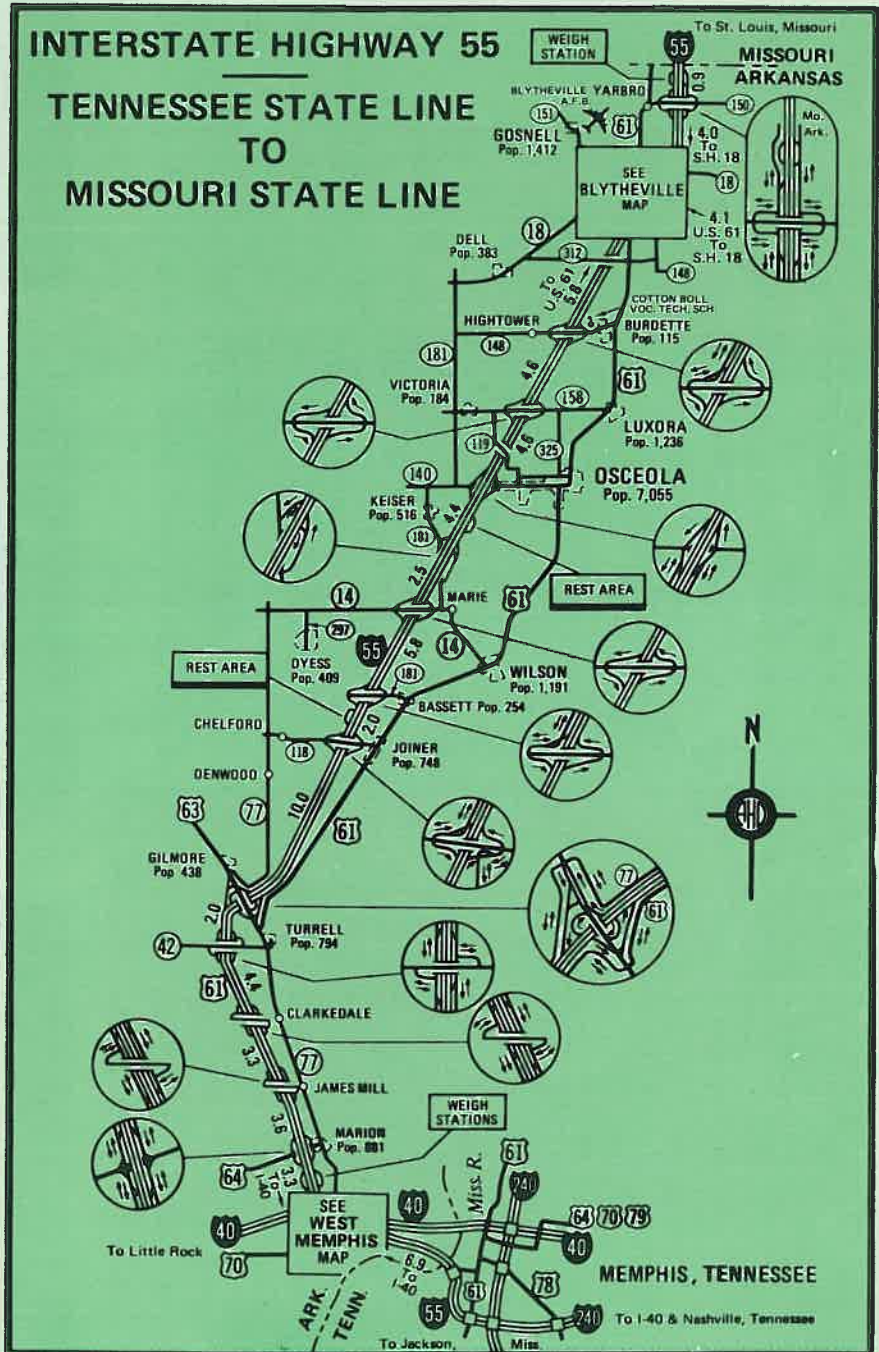 INTERSTATE HIGHWAY 55
TENNESSEE STATE LINE
TO
MISSOURI STATE LINE
To St. Louis, Missouri
WEIGH
STATION
55
MISSOURI
ARKANSAS
0.9
BLYTHEVILLE
A.F.B.
YARBRO
150
151
61
GOSNELL
Pop. 1,412
4.0
To
S.H. 18
Mo.
Ark.
SEE
BLYTHEVILLE
MAP
18
4.1
U.S. 61
To
S.H. 18
18
DELL
Pop. 383
312
148
To
U.S. 61
5.8
COTTON BOLL
VOC. TECH. SCH
HIGHTOWER
BURDETTE
Pop. 115
148
181
4.6
61
VICTORIA
Pop. 184
158
LUXORA
Pop. 1,236
119
4.6
325
140
OSCEOLA
Pop. 7,055
KEISER
Pop. 516
4.4
181
2.5
REST AREA
14
MARIE
61
297
55
14
DYESS
Pop. 409
5.8
WILSON
Pop. 1,191
REST AREA
181
BASSETT Pop. 254
CHELFORD
2.0
118
JOINER
Pop. 748
N
DENWOOD
AHD
63
77
10.0
61
GILMORE
Pop 438
77
61
2.0
TURRELL
Pop. 794
42
61
4.4
CLARKEDALE
3.3
77
JAMES MILL
3.6
WEIGH
STATIONS
MARION
Pop. 881
64
3.3
To
I-40
61
240
Miss. R.
SEE
WEST
MEMPHIS
MAP
40
40
64 70 79
40
To Little Rock
70
6.9
To
I-40
61
78
MEMPHIS, TENNESSEE
ARK.
TENN.
55
240
To I-40 & Nashville, Tennessee
To Jackson, Miss.